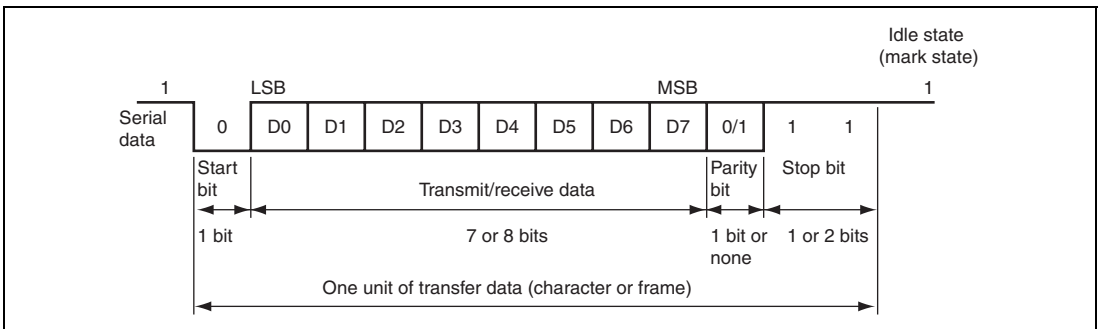 Idle state
(mark state)
1 LSB MSB 1
Serial
data
0 D0 D1 D2 D3 D4 D5 D6 D7 0/1 1 1
Start
bit
Transmit/receive data
Parity
bit
Stop bit
1 bit
7 or 8 bits
1 bit or
none
1 or 2 bits
One unit of transfer data (character or frame)